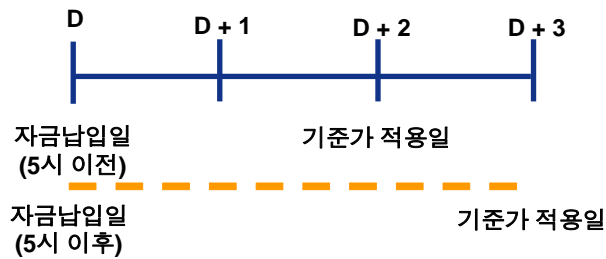 D
D + 1
D + 2
D + 3
자금납입일
(5시 이전)
기준가 적용일
자금납입일
(5시 이후)
기준가 적용일